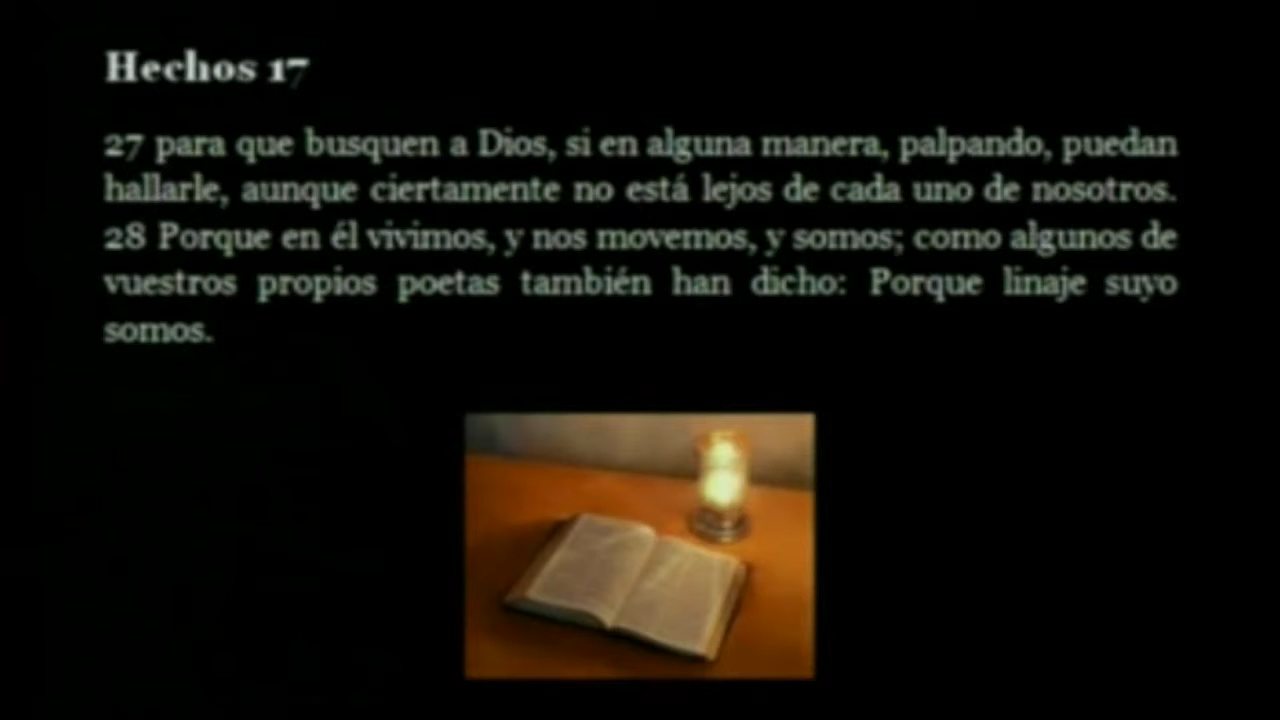 Hechos 17
27 para que busquen a Dios, si en alguna manera, palpando, puedan
hallarle, aunque ciertamente no está lejos de cada uno de nosotros.
28 Porque en él vivimos, y nos movemos, y somos; como algunos de
vuestros propios poetas también han dicho: Porque linaje suyo
somos.